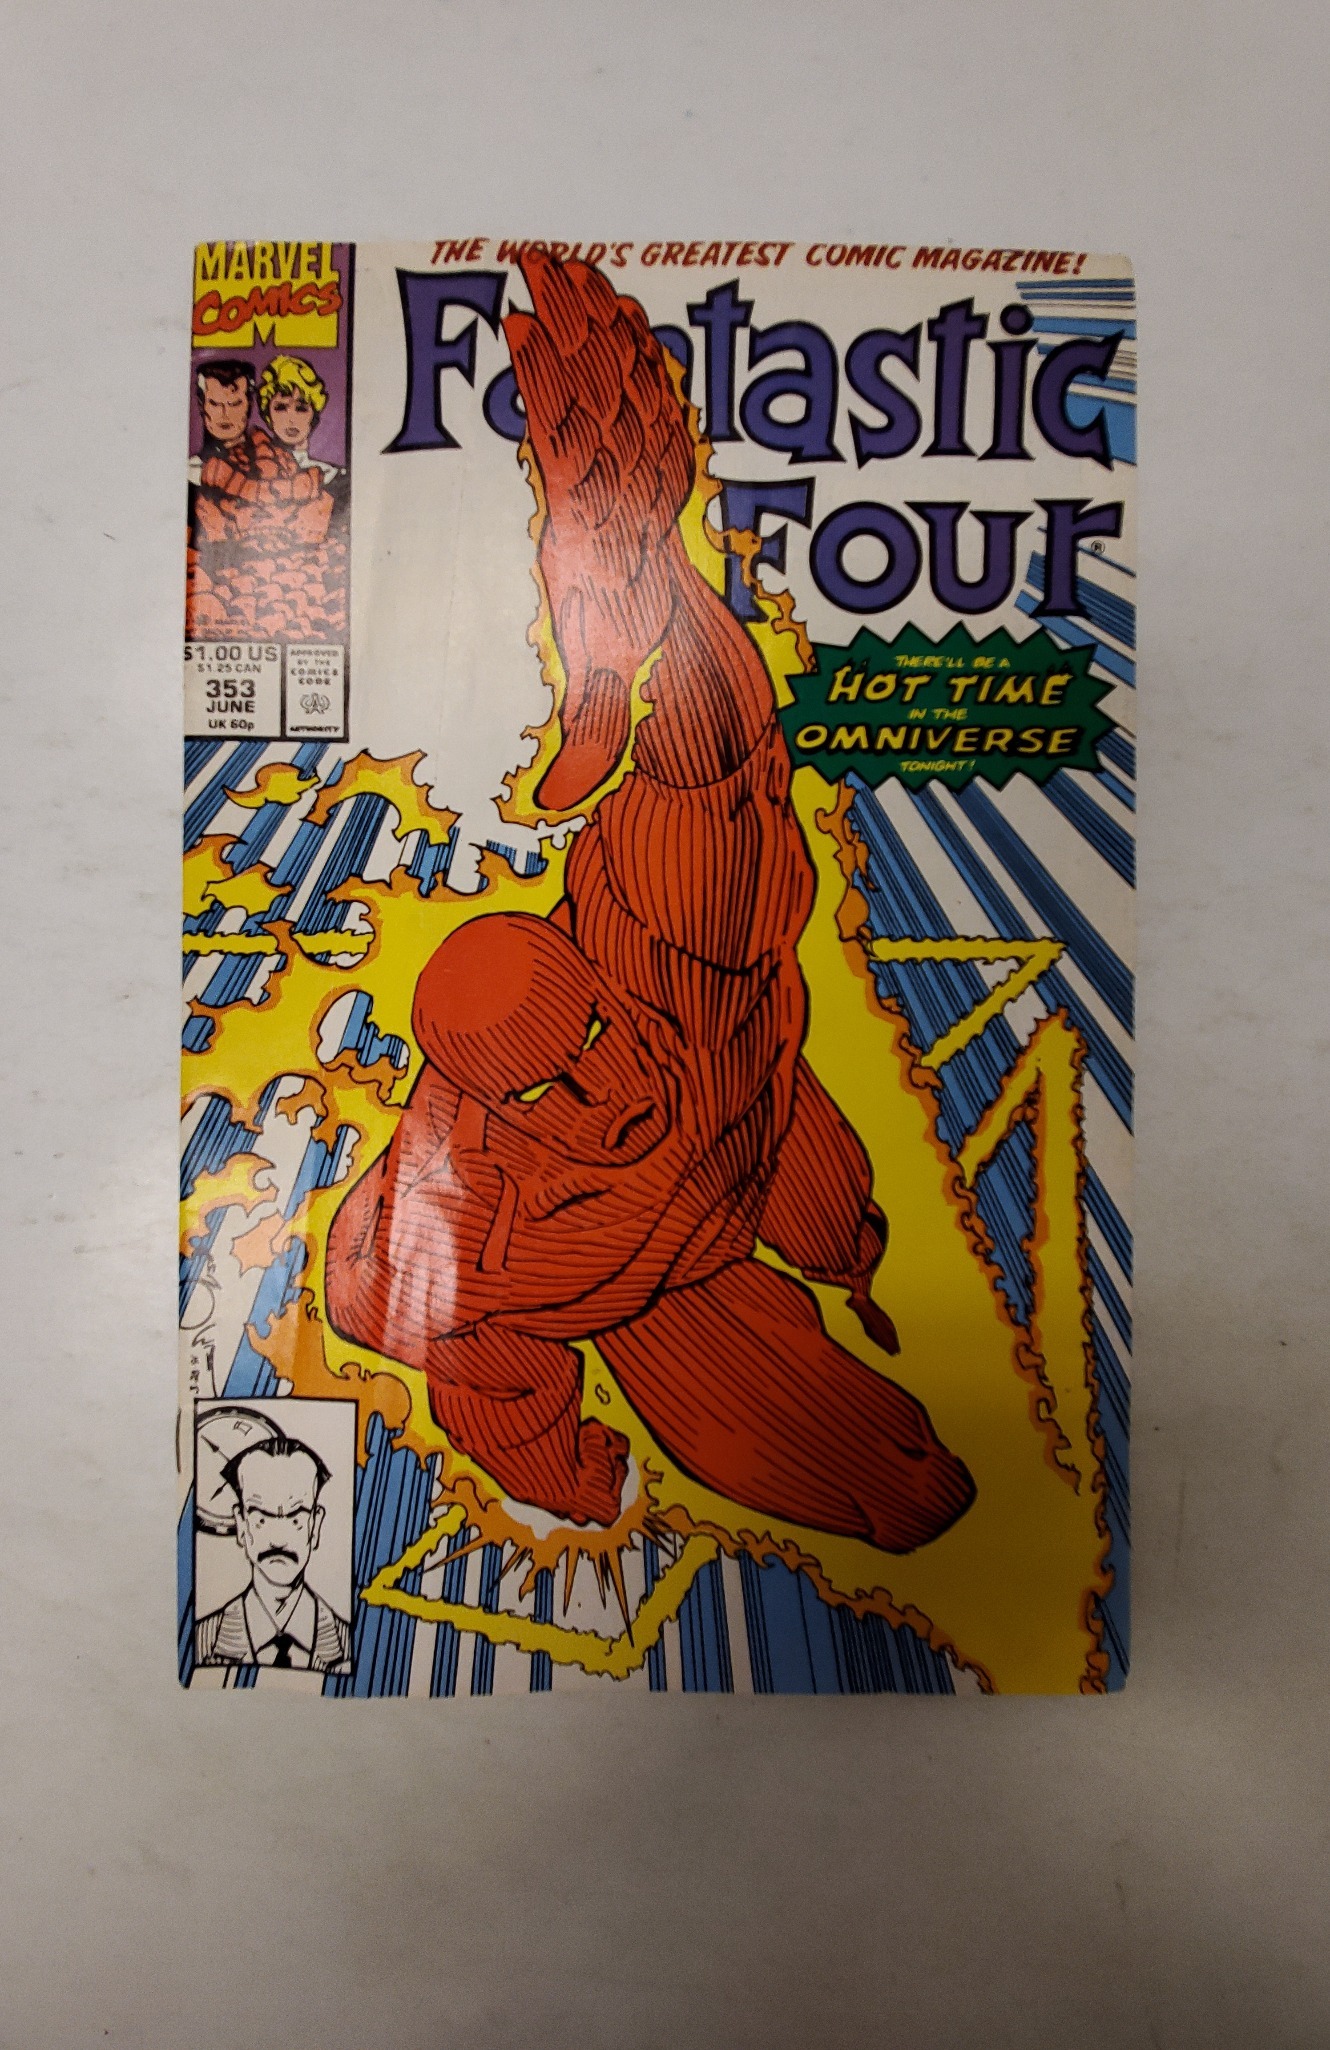 THE WORLD'S GREATEST COMIC MAGAZINE!
MARVEL
COMICS
Fantastic
Four
®
$1.00 US
$1.25 CAN
353
JUNE
UK 60p
APPROVED
BY THE
COMICS
CODE
AUTHORITY
THERE'LL BE A
HOT TIME
IN THE
OMNIVERSE
TONIGHT!